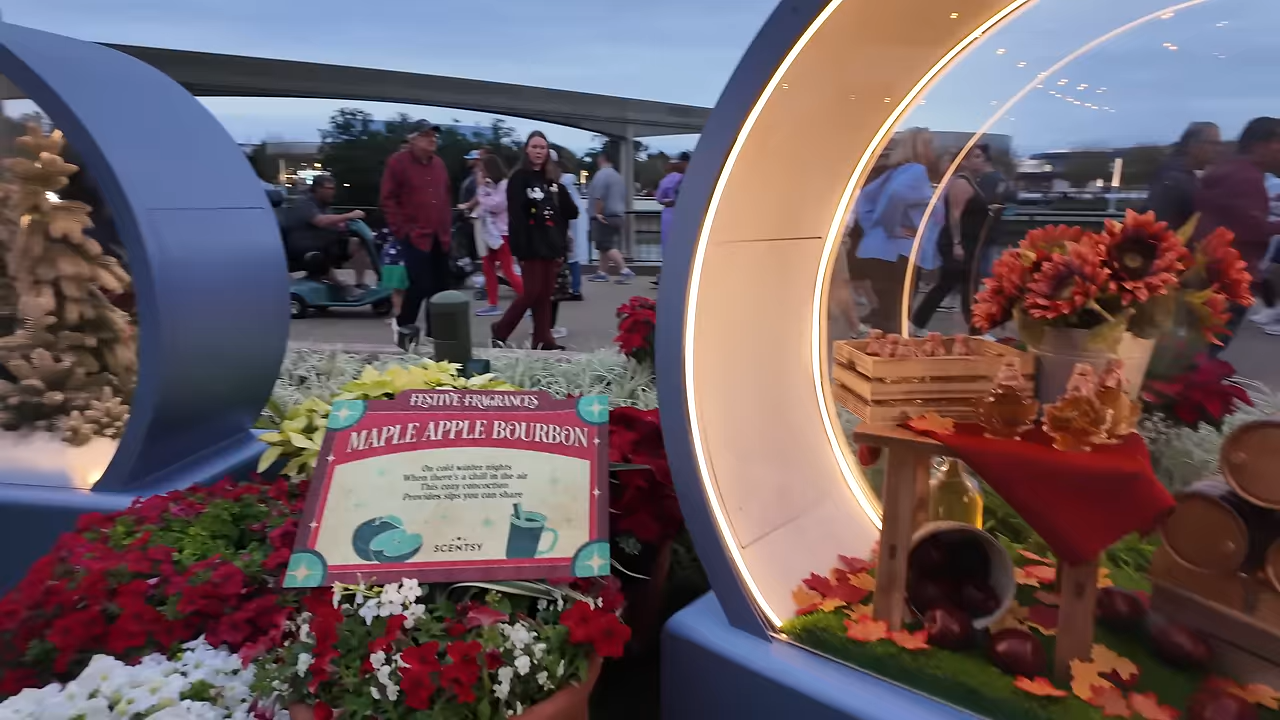 FESTIVE FRAGRANCES
MAPLE APPLE BOURBON
On cold winter nights
When there's a chill in the air
This cozy concoction
Provides sips you can share
SCENTSY